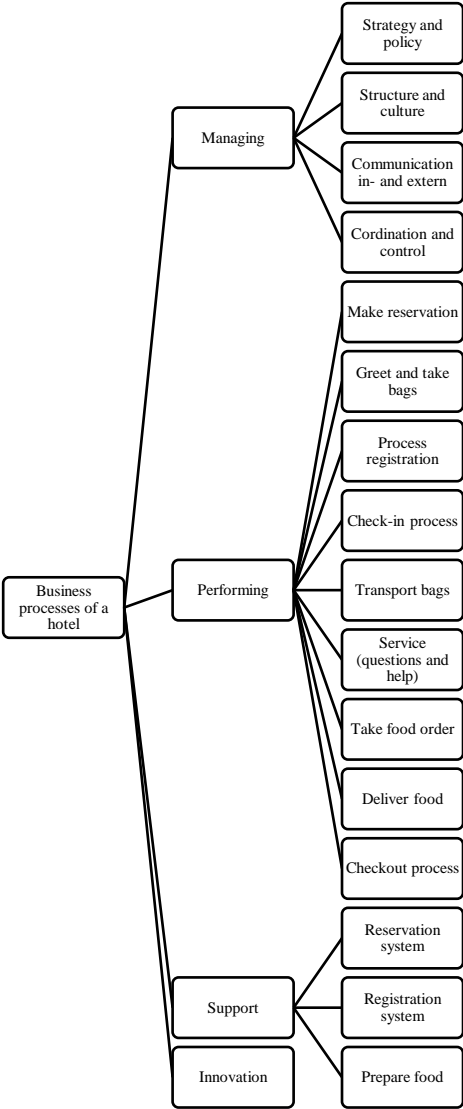 Business
processes of a
hotel
Managing
Strategy and
policy
Structure and
culture
Communication
in- and extern
Cordination and
control
Performing
Make reservation
Greet and take
bags
Process
registration
Check-in process
Transport bags
Service
(questions and
help)
Take food order
Deliver food
Checkout process
Support
Reservation
system
Registration
system
Prepare food
Innovation